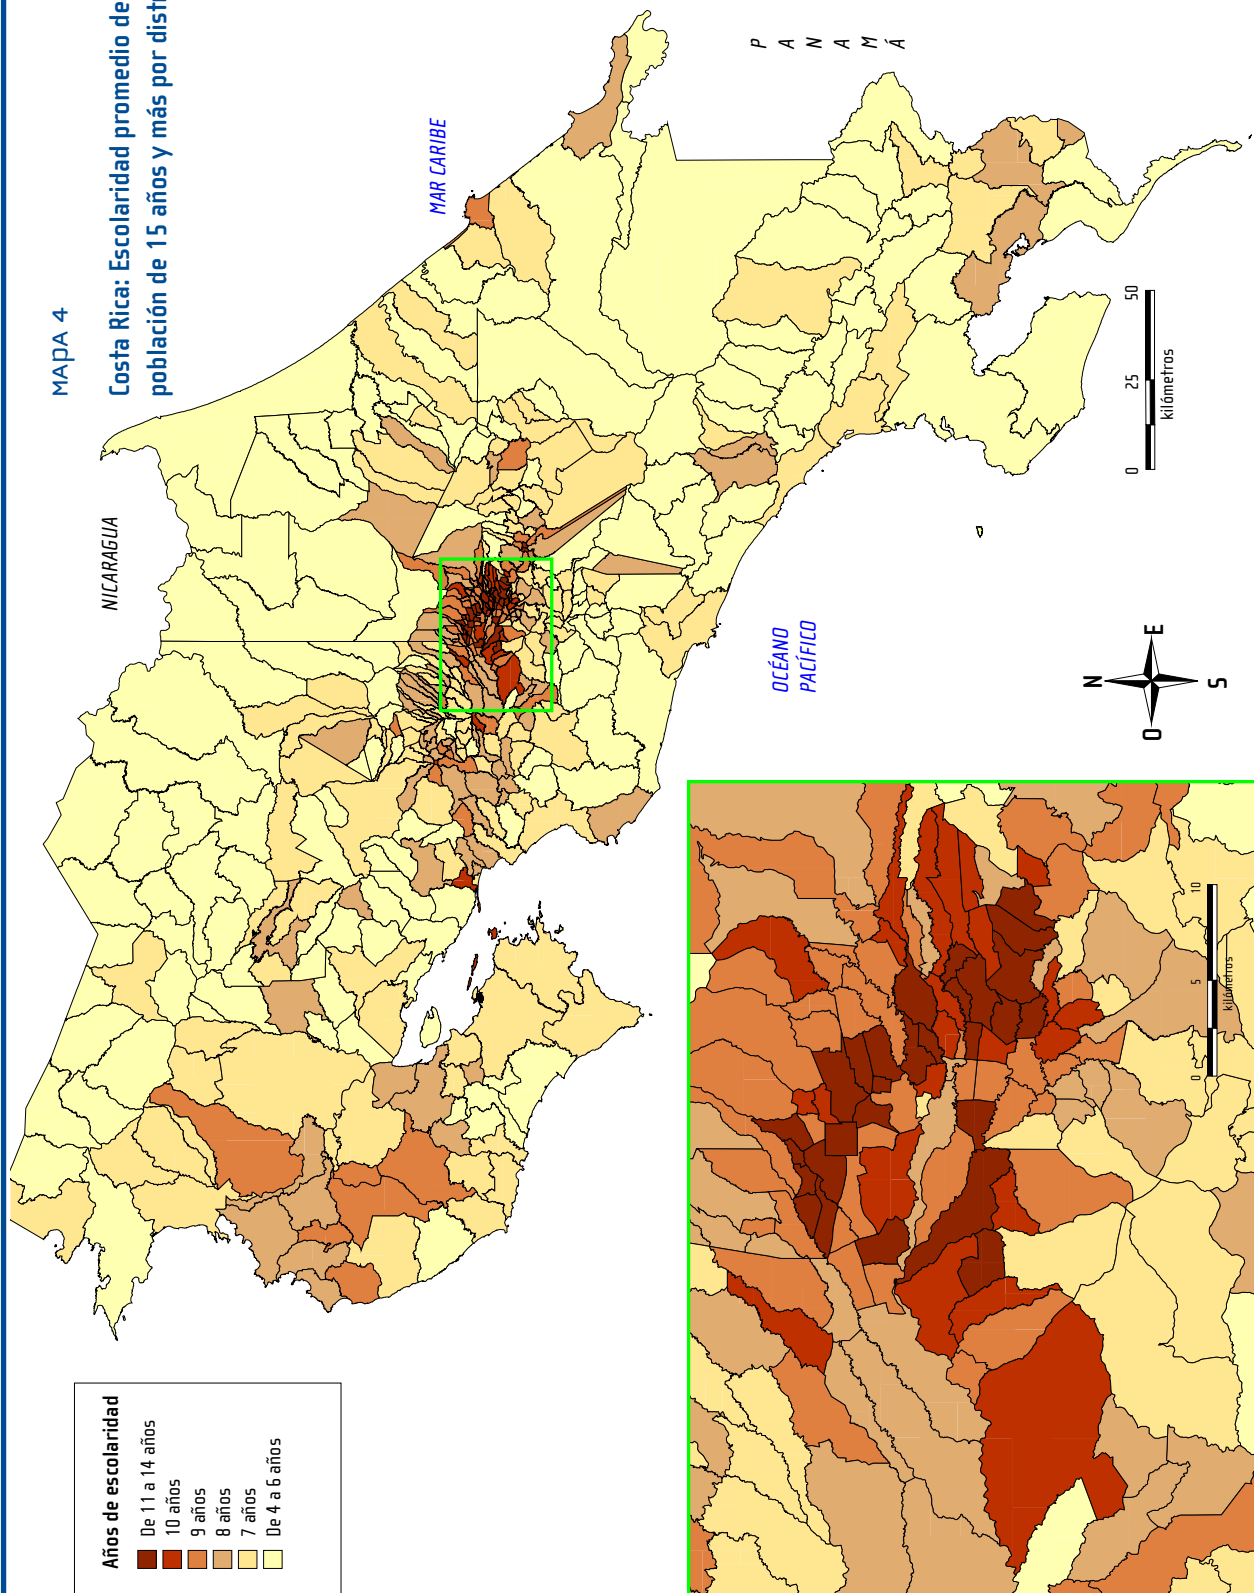 MAPA 4
Costa Rica: Escolaridad promedio de
población de 15 años y más por
NICARAGUA
MAR CARIBE
P A N A M Á
OCÉANO
PACÍFICO
N
O E
S
0 25 50
kilómetros
Años de escolaridad
De 11 a 14 años
10 años
9 años
8 años
7 años
De 4 a 6 años
0 5 10
kilómetros